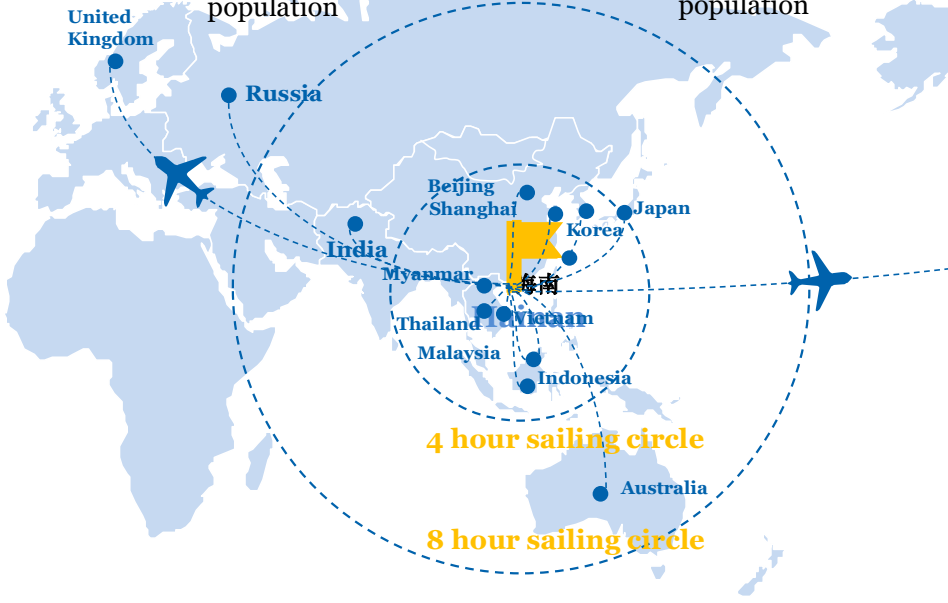 population
population
United
Kingdom
Russia
Beijing
Shanghai
Japan
Korea
India
Myanmar
海南
Hainan
Thailand
Vietnam
Malaysia
Indonesia
4 hour sailing circle
Australia
8 hour sailing circle